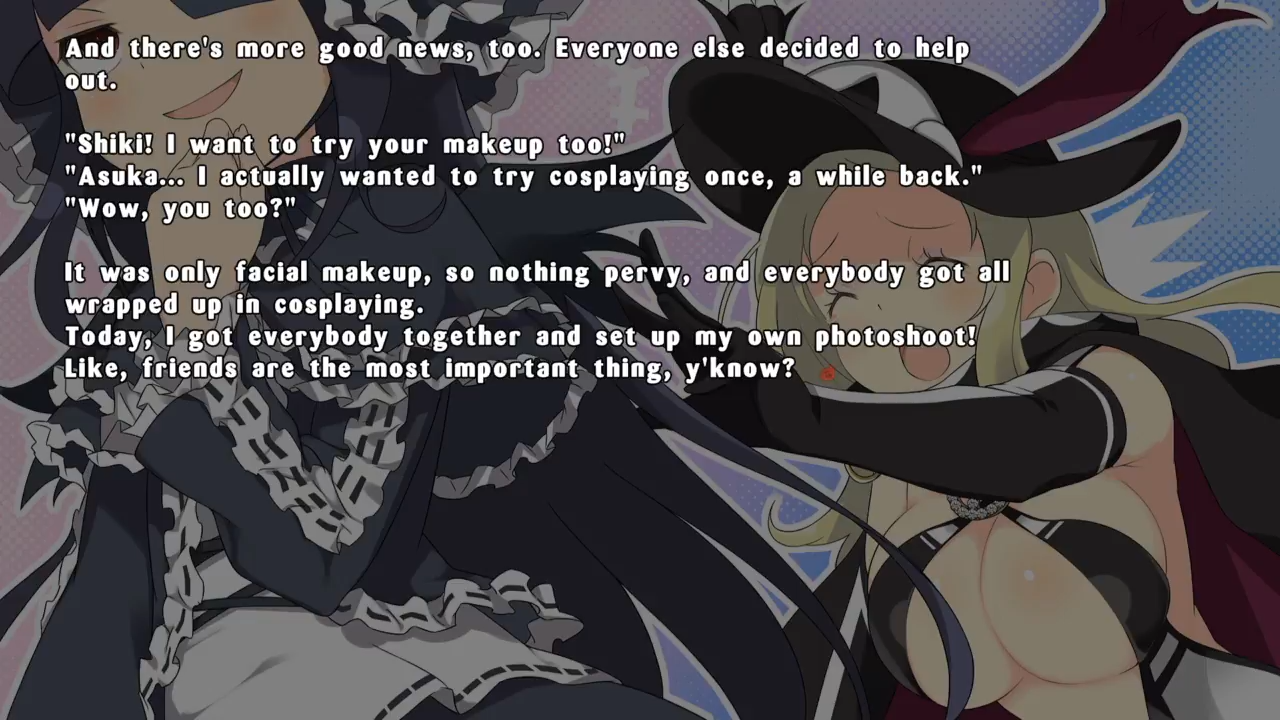 And there's more good news, too. Everyone else decided to help
out.
"Shiki! I want to try your makeup too!"
"Asuka... I actually wanted to try cosplaying once, a while back."
"Wow, you too?"
It was only facial makeup, so nothing pervy, and everybody got all
wrapped up in cosplaying.
Today, I got everybody together and set up my own photoshoot!
Like, friends are the most important thing, y'know?